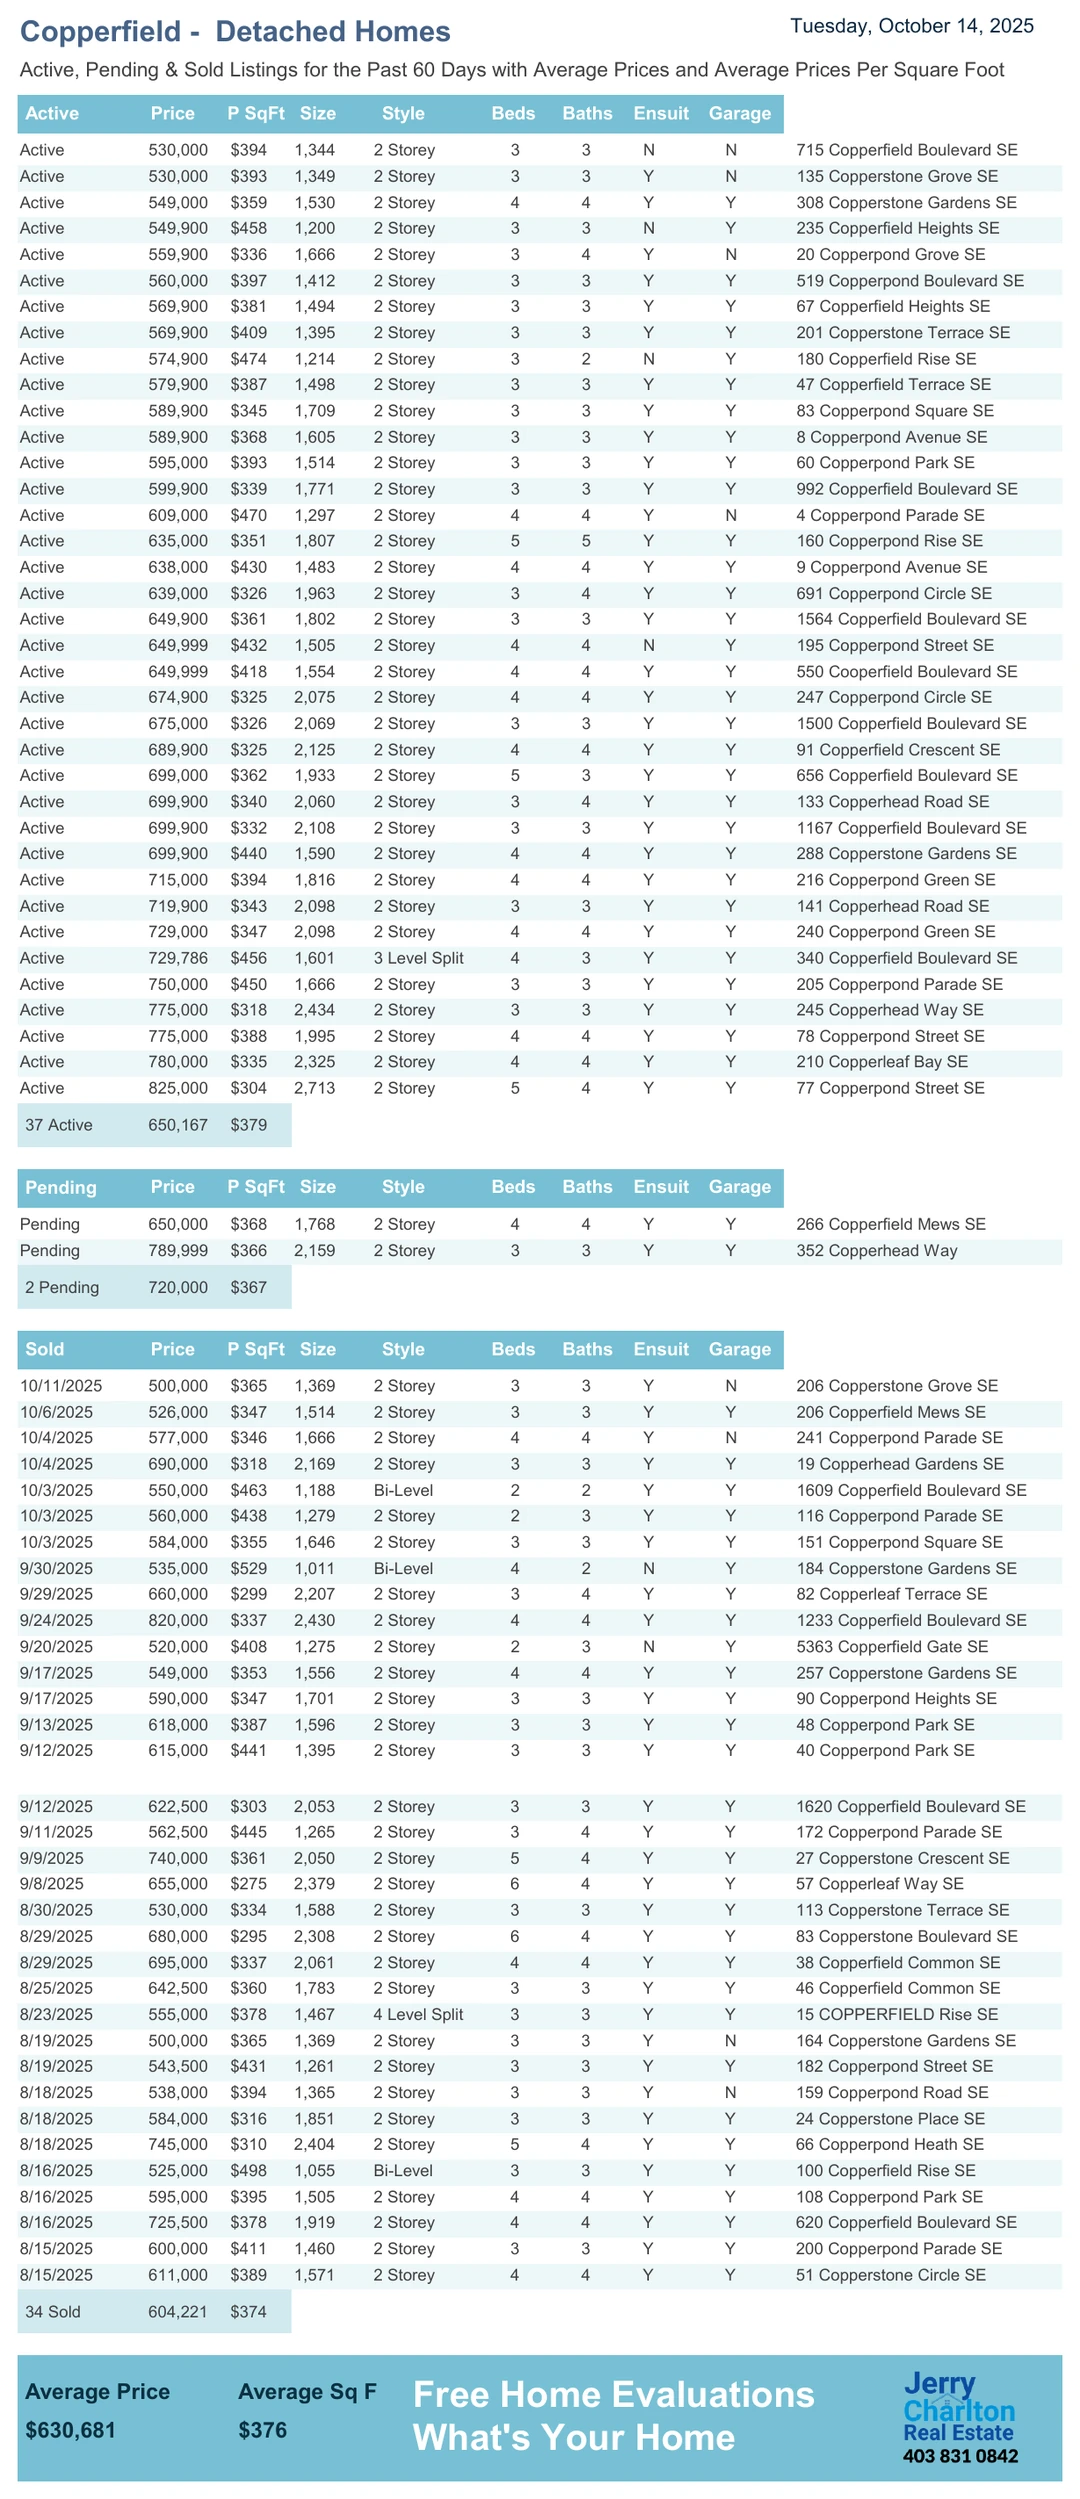 Copperfield - Detached Homes
Tuesday, October 14, 2025
Active, Pending & Sold Listings for the Past 60 Days with Average Prices and Average Prices Per Square Foot
Active Price P SqFt Size Style Beds Baths Ensuit Garage
Active 530,000 $394 1,344 2 Storey 3 3 N N 715 Copperfield Boulevard SE
Active 530,000 $393 1,349 2 Storey 3 3 Y N 135 Copperstone Grove SE
Active 549,000 $359 1,530 2 Storey 4 4 Y Y 308 Copperstone Gardens SE
Active 549,900 $458 1,200 2 Storey 3 3 N Y 235 Copperfield Heights SE
Active 559,900 $336 1,666 2 Storey 3 4 Y N 20 Copperpond Grove SE
Active 560,000 $397 1,412 2 Storey 3 3 Y Y 519 Copperpond Boulevard SE
Active 569,900 $381 1,494 2 Storey 3 3 Y Y 67 Copperfield Heights SE
Active 569,900 $409 1,395 2 Storey 3 3 Y Y 201 Copperstone Terrace SE
Active 574,900 $474 1,214 2 Storey 3 2 N Y 180 Copperfield Rise SE
Active 579,900 $387 1,498 2 Storey 3 3 Y Y 47 Copperfield Terrace SE
Active 589,900 $345 1,709 2 Storey 3 3 Y Y 83 Copperpond Square SE
Active 589,900 $368 1,605 2 Storey 3 3 Y Y 8 Copperpond Avenue SE
Active 595,000 $393 1,514 2 Storey 3 3 Y Y 60 Copperpond Park SE
Active 599,900 $339 1,771 2 Storey 3 3 Y Y 992 Copperfield Boulevard SE
Active 609,000 $470 1,297 2 Storey 4 4 Y N 4 Copperpond Parade SE
Active 635,000 $351 1,807 2 Storey 5 5 Y Y 160 Copperpond Rise SE
Active 638,000 $430 1,483 2 Storey 4 4 Y Y 9 Copperpond Avenue SE
Active 639,000 $326 1,963 2 Storey 3 4 Y Y 691 Copperpond Circle SE
Active 649,900 $361 1,802 2 Storey 3 3 Y Y 1564 Copperfield Boulevard SE
Active 649,999 $432 1,505 2 Storey 4 4 N Y 195 Copperpond Street SE
Active 649,999 $418 1,554 2 Storey 4 4 Y Y 550 Copperfield Boulevard SE
Active 674,900 $325 2,075 2 Storey 4 4 Y Y 247 Copperpond Circle SE
Active 675,000 $326 2,069 2 Storey 3 3 Y Y 1500 Copperfield Boulevard SE
Active 689,900 $325 2,125 2 Storey 4 4 Y Y 91 Copperfield Crescent SE
Active 699,000 $362 1,933 2 Storey 5 3 Y Y 656 Copperfield Boulevard SE
Active 699,900 $340 2,060 2 Storey 3 4 Y Y 133 Copperhead Road SE
Active 699,900 $332 2,108 2 Storey 3 3 Y Y 1167 Copperfield Boulevard SE
Active 699,900 $440 1,590 2 Storey 4 4 Y Y 288 Copperstone Gardens SE
Active 715,000 $394 1,816 2 Storey 4 4 Y Y 216 Copperpond Green SE
Active 719,900 $343 2,098 2 Storey 3 3 Y Y 141 Copperhead Road SE
Active 729,000 $347 2,098 2 Storey 4 4 Y Y 240 Copperpond Green SE
Active 729,786 $456 1,601 3 Level Split 4 3 Y Y 340 Copperfield Boulevard SE
Active 750,000 $450 1,666 2 Storey 3 3 Y Y 205 Copperpond Parade SE
Active 775,000 $318 2,434 2 Storey 3 3 Y Y 245 Copperhead Way SE
Active 775,000 $388 1,995 2 Storey 4 4 Y Y 78 Copperpond Street SE
Active 780,000 $335 2,325 2 Storey 4 4 Y Y 210 Copperleaf Bay SE
Active 825,000 $304 2,713 2 Storey 5 4 Y Y 77 Copperpond Street SE
37 Active 650,167 $379
Pending Price P SqFt Size Style Beds Baths Ensuit Garage
Pending 650,000 $368 1,768 2 Storey 4 4 Y Y 266 Copperfield Mews SE
Pending 789,999 $366 2,159 2 Storey 3 3 Y Y 352 Copperhead Way
2 Pending 720,000 $367
Sold Price P SqFt Size Style Beds Baths Ensuit Garage
10/11/2025 500,000 $365 1,369 2 Storey 3 3 Y N 206 Copperstone Grove SE
10/6/2025 526,000 $347 1,514 2 Storey 3 3 Y Y 206 Copperfield Mews SE
10/4/2025 577,000 $346 1,666 2 Storey 4 4 Y N 241 Copperpond Parade SE
10/4/2025 690,000 $318 2,169 2 Storey 3 3 Y Y 19 Copperhead Gardens SE
10/3/2025 550,000 $463 1,188 Bi-Level 2 2 Y Y 1609 Copperfield Boulevard SE
10/3/2025 560,000 $438 1,279 2 Storey 2 3 Y Y 116 Copperpond Parade SE
10/3/2025 584,000 $355 1,646 2 Storey 3 3 Y Y 151 Copperpond Square SE
9/30/2025 535,000 $529 1,011 Bi-Level 4 2 N Y 184 Copperstone Gardens SE
9/29/2025 660,000 $299 2,207 2 Storey 3 4 Y Y 82 Copperleaf Terrace SE
9/24/2025 820,000 $337 2,430 2 Storey 4 4 Y Y 1233 Copperfield Boulevard SE
9/20/2025 520,000 $408 1,275 2 Storey 2 3 N Y 5363 Copperfield Gate SE
9/17/2025 549,000 $353 1,556 2 Storey 4 4 Y Y 257 Copperstone Gardens SE
9/17/2025 590,000 $347 1,701 2 Storey 3 3 Y Y 90 Copperpond Heights SE
9/13/2025 618,000 $387 1,596 2 Storey 3 3 Y Y 48 Copperpond Park SE
9/12/2025 615,000 $441 1,395 2 Storey 3 3 Y Y 40 Copperpond Park SE
9/12/2025 622,500 $303 2,053 2 Storey 3 3 Y Y 1620 Copperfield Boulevard SE
9/11/2025 562,500 $445 1,265 2 Storey 3 4 Y Y 172 Copperpond Parade SE
9/9/2025 740,000 $361 2,050 2 Storey 5 4 Y Y 27 Copperstone Crescent SE
9/8/2025 655,000 $275 2,379 2 Storey 6 4 Y Y 57 Copperleaf Way SE
8/30/2025 530,000 $334 1,588 2 Storey 3 3 Y Y 113 Copperstone Terrace SE
8/29/2025 680,000 $295 2,308 2 Storey 6 4 Y Y 83 Copperstone Boulevard SE
8/29/2025 695,000 $337 2,061 2 Storey 4 4 Y Y 38 Copperfield Common SE
8/25/2025 642,500 $360 1,783 2 Storey 3 3 Y Y 46 Copperfield Common SE
8/23/2025 555,000 $378 1,467 4 Level Split 3 3 Y Y 15 COPPERFIELD Rise SE
8/19/2025 500,000 $365 1,369 2 Storey 3 3 Y N 164 Copperstone Gardens SE
8/19/2025 543,500 $431 1,261 2 Storey 3 3 Y Y 182 Copperpond Street SE
8/18/2025 538,000 $394 1,365 2 Storey 3 3 Y N 159 Copperpond Road SE
8/18/2025 584,000 $316 1,851 2 Storey 3 3 Y Y 24 Copperstone Place SE
8/18/2025 745,000 $310 2,404 2 Storey 5 4 Y Y 66 Copperpond Heath SE
8/16/2025 525,000 $498 1,055 Bi-Level 3 3 Y Y 100 Copperfield Rise SE
8/16/2025 595,000 $395 1,505 2 Storey 4 4 Y Y 108 Copperpond Park SE
8/16/2025 725,500 $378 1,919 2 Storey 4 4 Y Y 620 Copperfield Boulevard SE
8/15/2025 600,000 $411 1,460 2 Storey 3 3 Y Y 200 Copperpond Parade SE
8/15/2025 611,000 $389 1,571 2 Storey 4 4 Y Y 51 Copperstone Circle SE
34 Sold 604,221 $374
Average Price Average Sq F
$630,681 $376
Free Home Evaluations
What's Your Home
Jerry
Charlton
Real Estate
403 831 0842